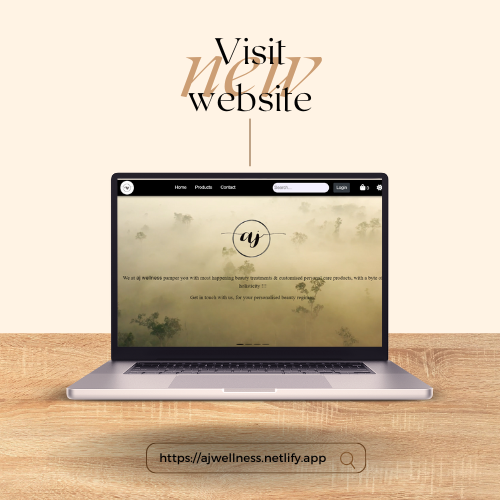 Visit
new
website
Home Products Contact Search... Login 0
aj
We at aj wellness pamper you with most happening beauty treatments & customised personal care products, with a byte of
holisticity
Get in touch with us, for your personalised beauty regime.
https://ajwellness.netlify.app